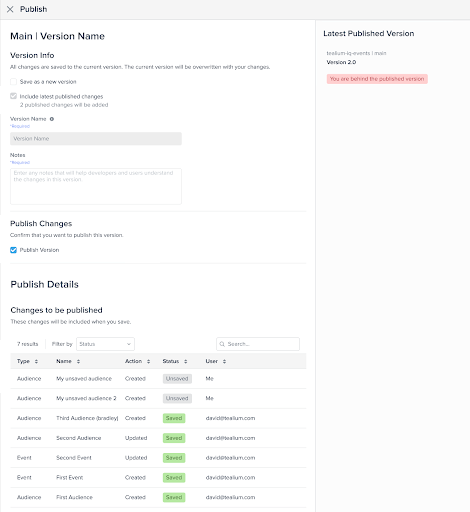 Publish
Main | Version Name
Version Info
All changes are saved to the current version. The current version will be overwritten with your changes.
Save as a new version
Include latest published changes
2 published changes will be added
Version Name
*Required
Version Name
Notes
*Required
Enter any notes that will help developers and users understand
the changes in this version.
Publish Changes
Confirm that you want to publish this version.
Publish Version
Publish Details
Changes to be published
These changes will be included when you save.
7 results Filter by Status Search...
Type Name Action Status User
Audience My unsaved audience Created Unsaved Me
Audience My unsaved audience 2 Created Unsaved Me
Audience Third Audience (bradley) Created Saved david@tealium.com
Audience Second Audience Updated Saved david@tealium.com
Event Second Event Updated Saved david@tealium.com
Event First Event Created Saved david@tealium.com
Audience First Audience Created Saved david@tealium.com
Latest Published Version
tealium-iq-events | main
Version 2.0
You are behind the published version